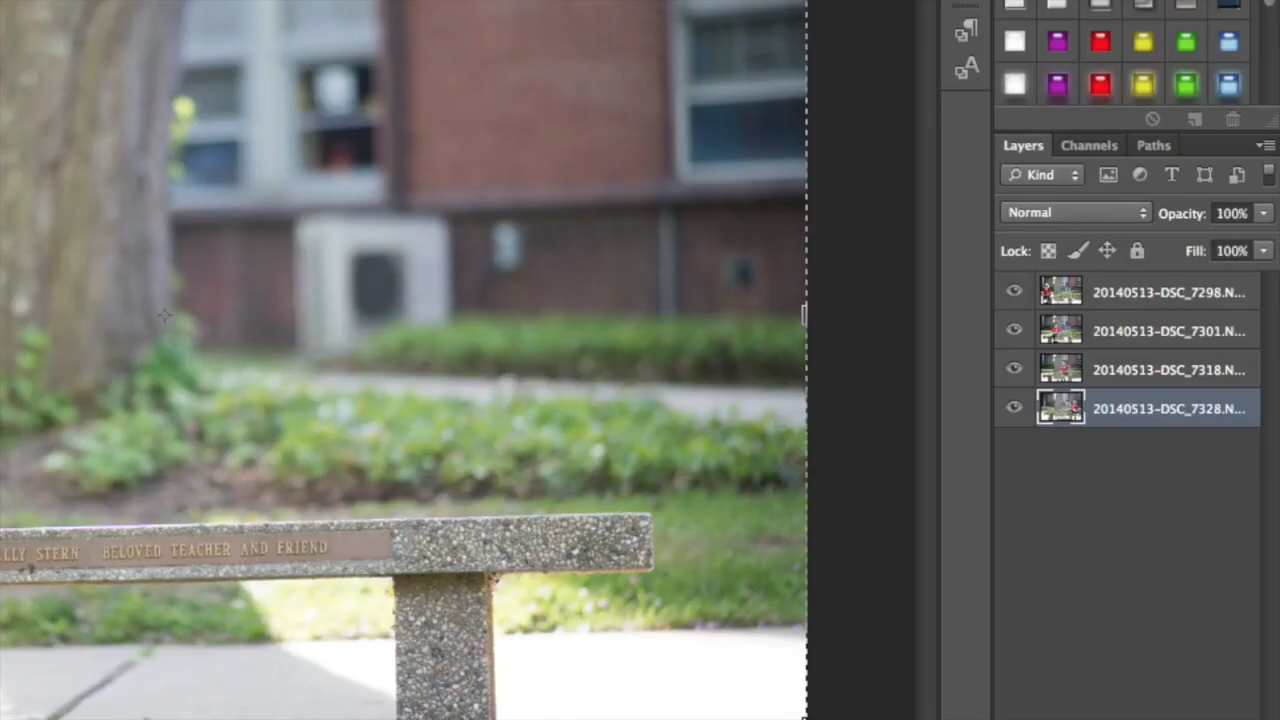 Layers Channels Paths
Kind
Normal Opacity: 100%
Lock: Fill: 100%
20140513-DSC_7298.N...
20140513-DSC_7301.N...
20140513-DSC_7318.N...
20140513-DSC_7328.N...
LLY STERN BELOVED TEACHER AND FRIEND